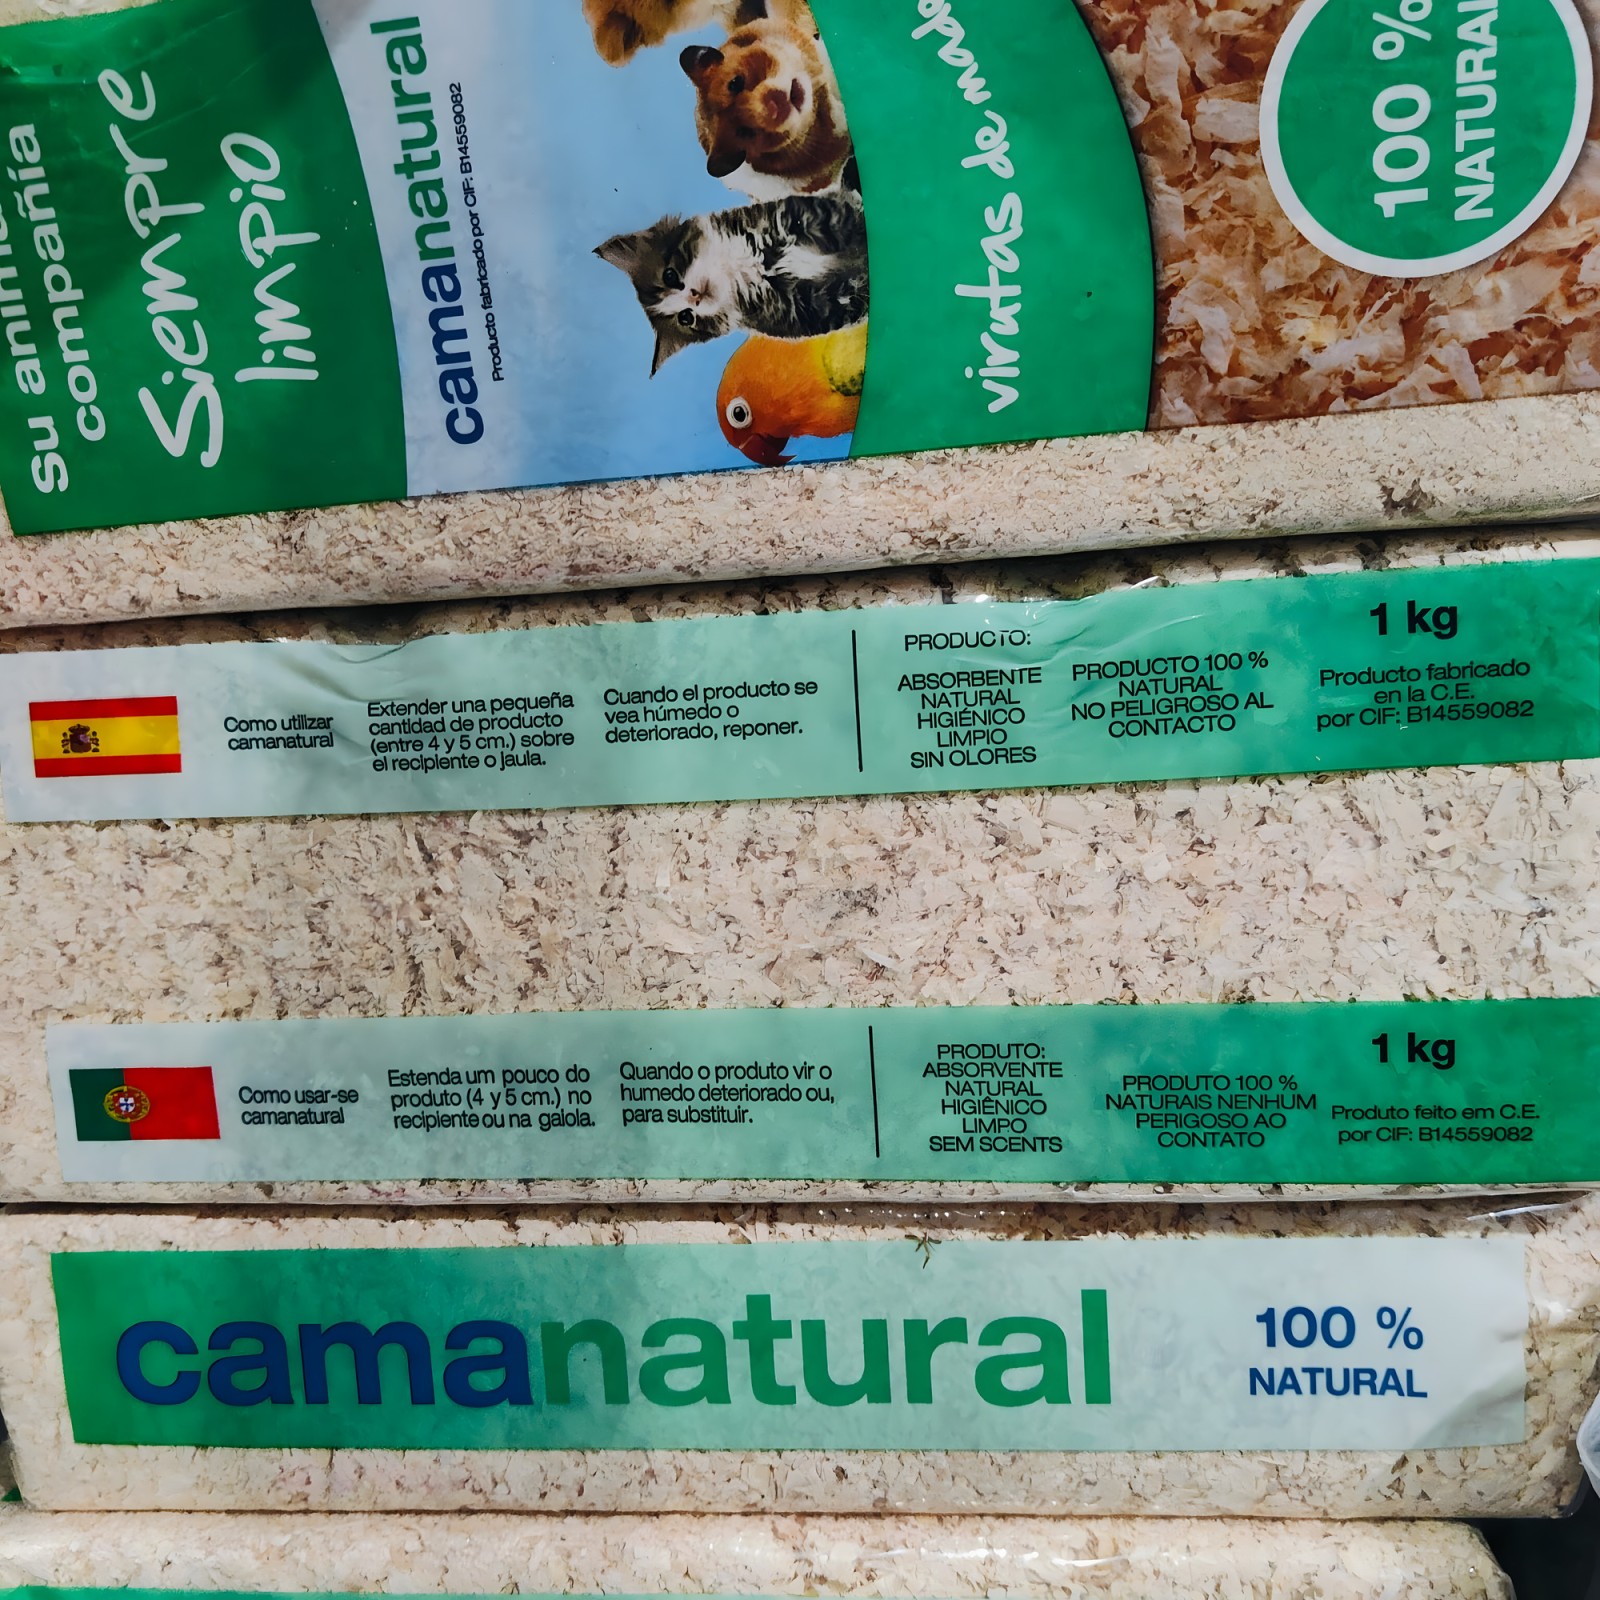 su
compañía
Siempre
limpio
camanatural
Producto fabricado por CIF: B14559082
virutas de
100 %
NATURAL
Como utilizar
camanatural
Extender una pequeña
cantidad de producto
(entre 4 y 5 cm.) sobre
el recipiente o jaula.
Cuando el producto se
vea húmedo o
deteriorado, reponer.
PRODUCTO:
ABSORBENTE
NATURAL
HIGIÉNICO
LIMPIO
SIN OLORES
PRODUCTO 100 %
NATURAL
NO PELIGROSO AL
CONTACTO
1 kg
Producto fabricado
en la C.E.
por CIF: B14559082
Como usar-se
camanatural
Estenda um pouco do
produto (4 y 5 cm.) no
recipiente ou na gaiola.
Quando o produto vir o
humedo deteriorado ou,
para substituir.
PRODUTO:
ABSORVENTE
NATURAL
HIGIÊNICO
LIMPO
SEM SCENTS
PRODUTO 100 %
NATURAIS NENHUM
PERIGOSO AO
CONTATO
1 kg
Produto feito em C.E.
por CIF: B14559082
camanatural
100 %
NATURAL